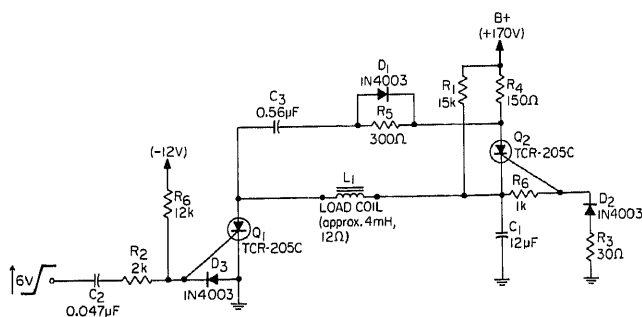 B+
(+170V)
D1
1N4003
R1
15k
R4
150Ω
C3
0.56µF
R5
300Ω
Q2
TCR-205C
(-12V)
R6
12k
L1
LOAD COIL
(approx. 4mH,
12Ω)
R6
1k
D2
1N4003
Q1
TCR-205C
C1
12µF
R3
30Ω
R2
2k
D3
1N4003
6V
C2
0.047µF